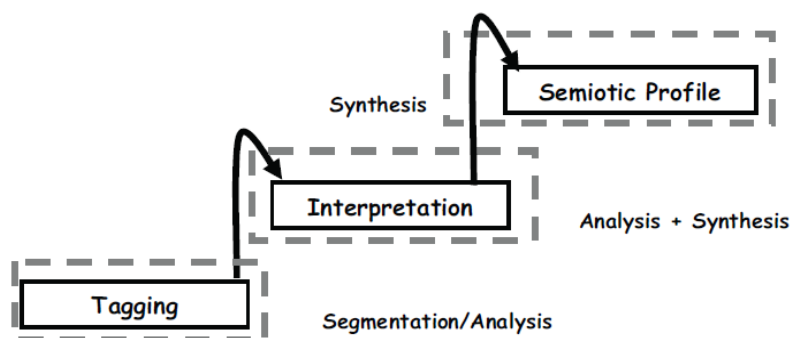 Semiotic Profile
Synthesis
Interpretation
Analysis + Synthesis
Tagging
Segmentation/Analysis